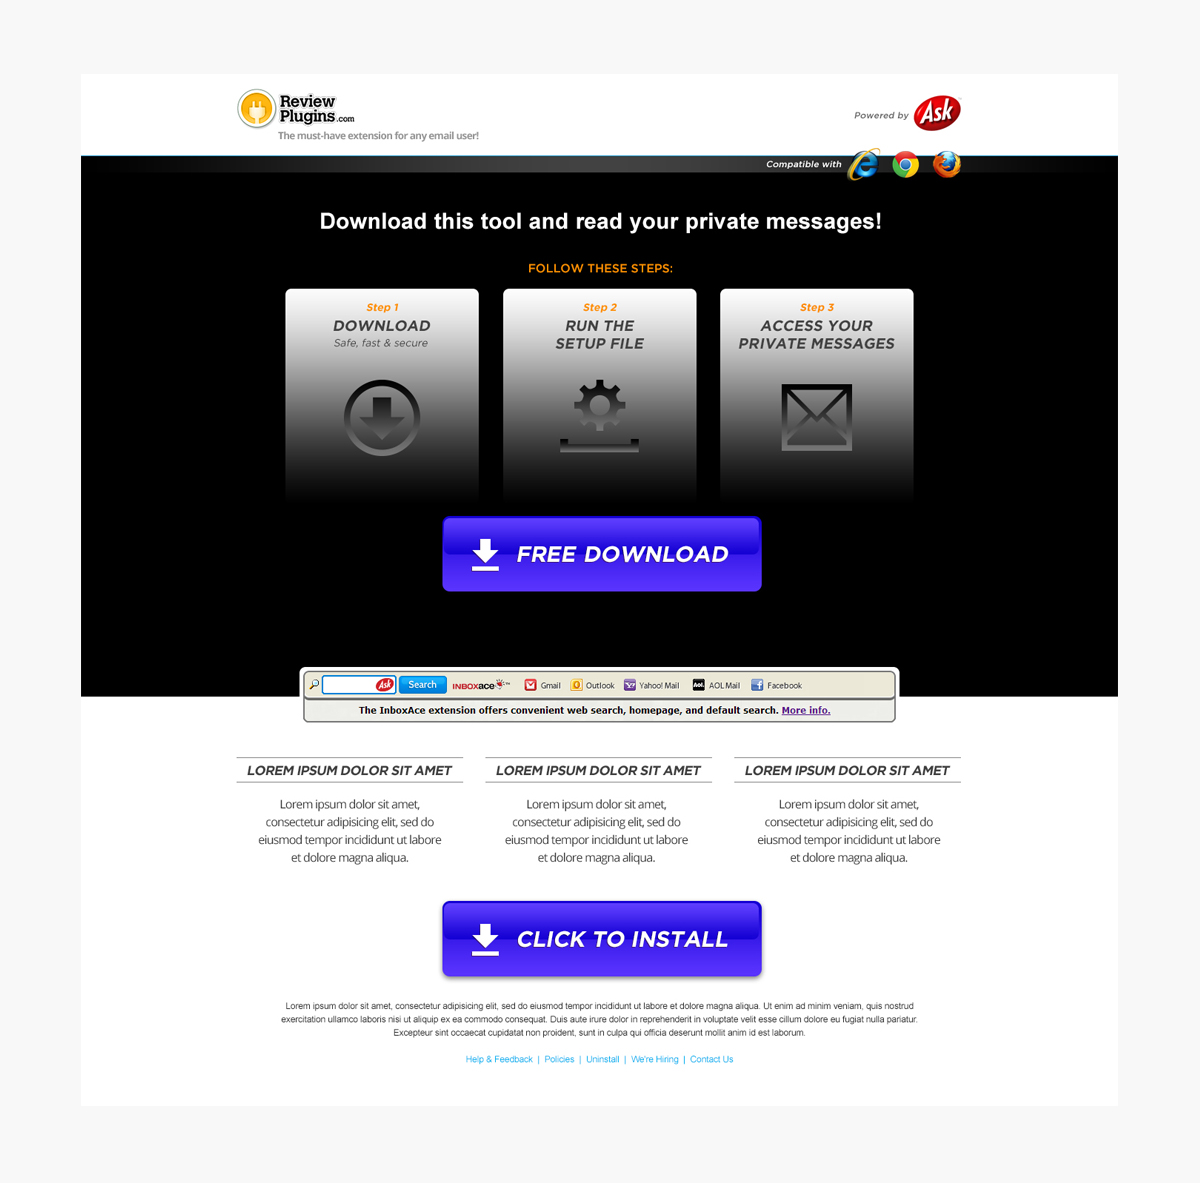 Review
Plugins.com
The must-have extension for any email user!
Powered by Ask
Compatible with
Download this tool and read your private messages!
FOLLOW THESE STEPS:
Step 1
DOWNLOAD
Safe, fast & secure
Step 2
RUN THE
SETUP FILE
Step 3
ACCESS YOUR
PRIVATE MESSAGES
FREE DOWNLOAD
Ask Search INBOXACE™ Gmail Outlook Yahoo! Mail Aol. AOL Mail Facebook
The InboxAce extension offers convenient web search, homepage, and default search. More info.
LOREM IPSUM DOLOR SIT AMET
Lorem ipsum dolor sit amet,
consectetur adipisicing elit, sed do
eiusmod tempor incididunt ut labore
et dolore magna aliqua.
LOREM IPSUM DOLOR SIT AMET
Lorem ipsum dolor sit amet,
consectetur adipisicing elit, sed do
eiusmod tempor incididunt ut labore
et dolore magna aliqua.
LOREM IPSUM DOLOR SIT AMET
Lorem ipsum dolor sit amet,
consectetur adipisicing elit, sed do
eiusmod tempor incididunt ut labore
et dolore magna aliqua.
CLICK TO INSTALL
Lorem ipsum dolor sit amet, consectetur adipisicing elit, sed do eiusmod tempor incididunt ut labore et dolore magna aliqua. Ut enim ad minim veniam, quis nostrud
exercitation ullamco laboris nisi ut aliquip ex ea commodo consequat. Duis aute irure dolor in reprehenderit in voluptate velit esse cillum dolore eu fugiat nulla pariatur.
Excepteur sint occaecat cupidatat non proident, sunt in culpa qui officia deserunt mollit anim id est laborum.
Help & Feedback | Policies | Uninstall | We're Hiring | Contact Us